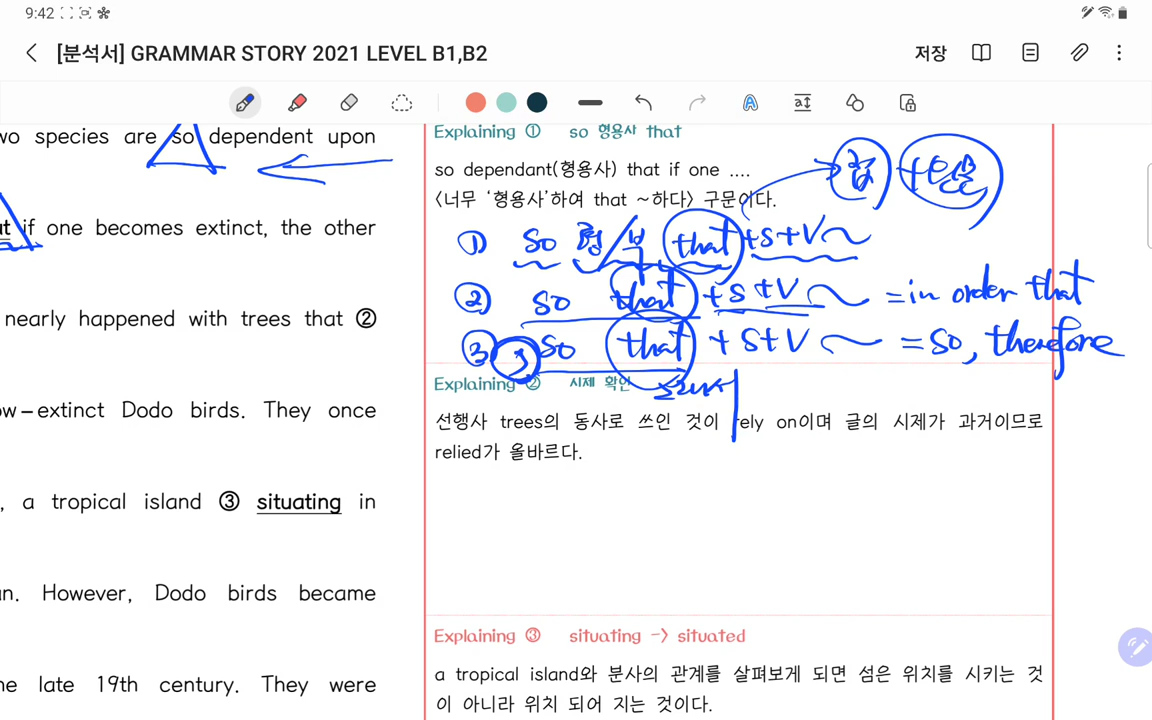 9:42
[분석서] GRAMMAR STORY 2021 LEVEL B1,B2
저장
wo species are so dependent upon
ut if one becomes extinct, the other
nearly happened with trees that ②
ow-extinct Dodo birds. They once
, a tropical island ③ situating in
an. However, Dodo birds became
he late 19th century. They were
Explaining ① so 형용사 that
so dependant(형용사) that if one ....
<너무 '형용사'하여 that ~하다> 구문이다.
① so 형/부 that +S+V~
② so that +S+V ~ = in order that
③ , so that +S+V ~ = so, therefore
Explaining ② 시제 확인
선행사 trees의 동사로 쓰인 것이 rely on이며 글의 시제가 과거이므로
relied가 올바르다.
Explaining ③ situating -> situated
a tropical island와 분사의 관계를 살펴보게 되면 섬은 위치를 시키는 것
이 아니라 위치 되어 지는 것이다.